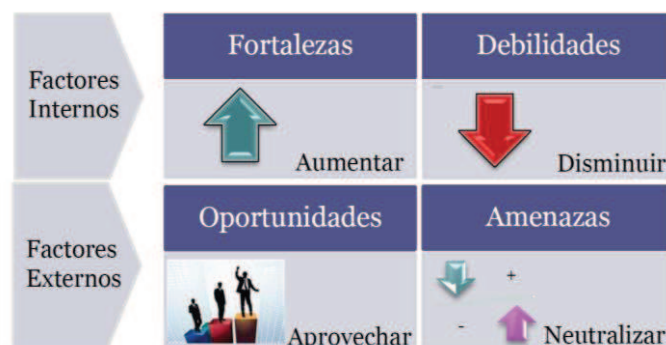 Factores
Internos
Fortalezas
Debilidades
Aumentar
Disminuir
Factores
Externos
Oportunidades
Amenazas
+
-
Aprovechar
Neutralizar